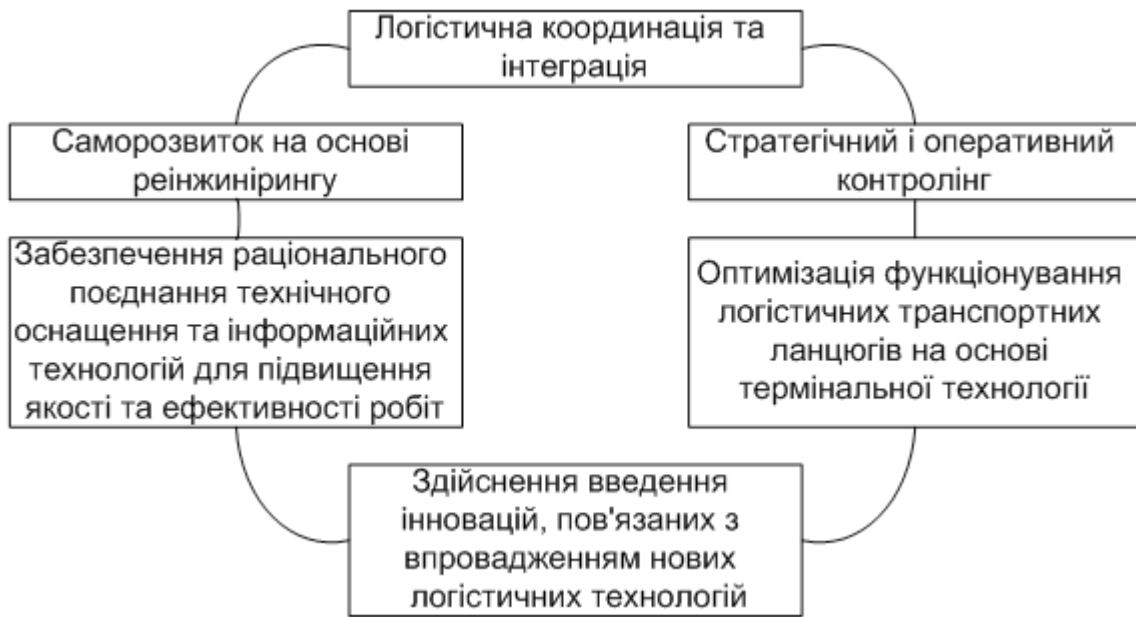 Логістична координація та
інтеграція
Саморозвиток на основі
реінжинірингу
Стратегічний і оперативний
контролінг
Забезпечення раціонального
поєднання технічного
оснащення та інформаційних
технологій для підвищення
якості та ефективності робіт
Оптимізація функціонування
логістичних транспортних
ланцюгів на основі
термінальної технології
Здійснення введення
інновацій, пов'язаних з
впровадженням нових
логістичних технологій